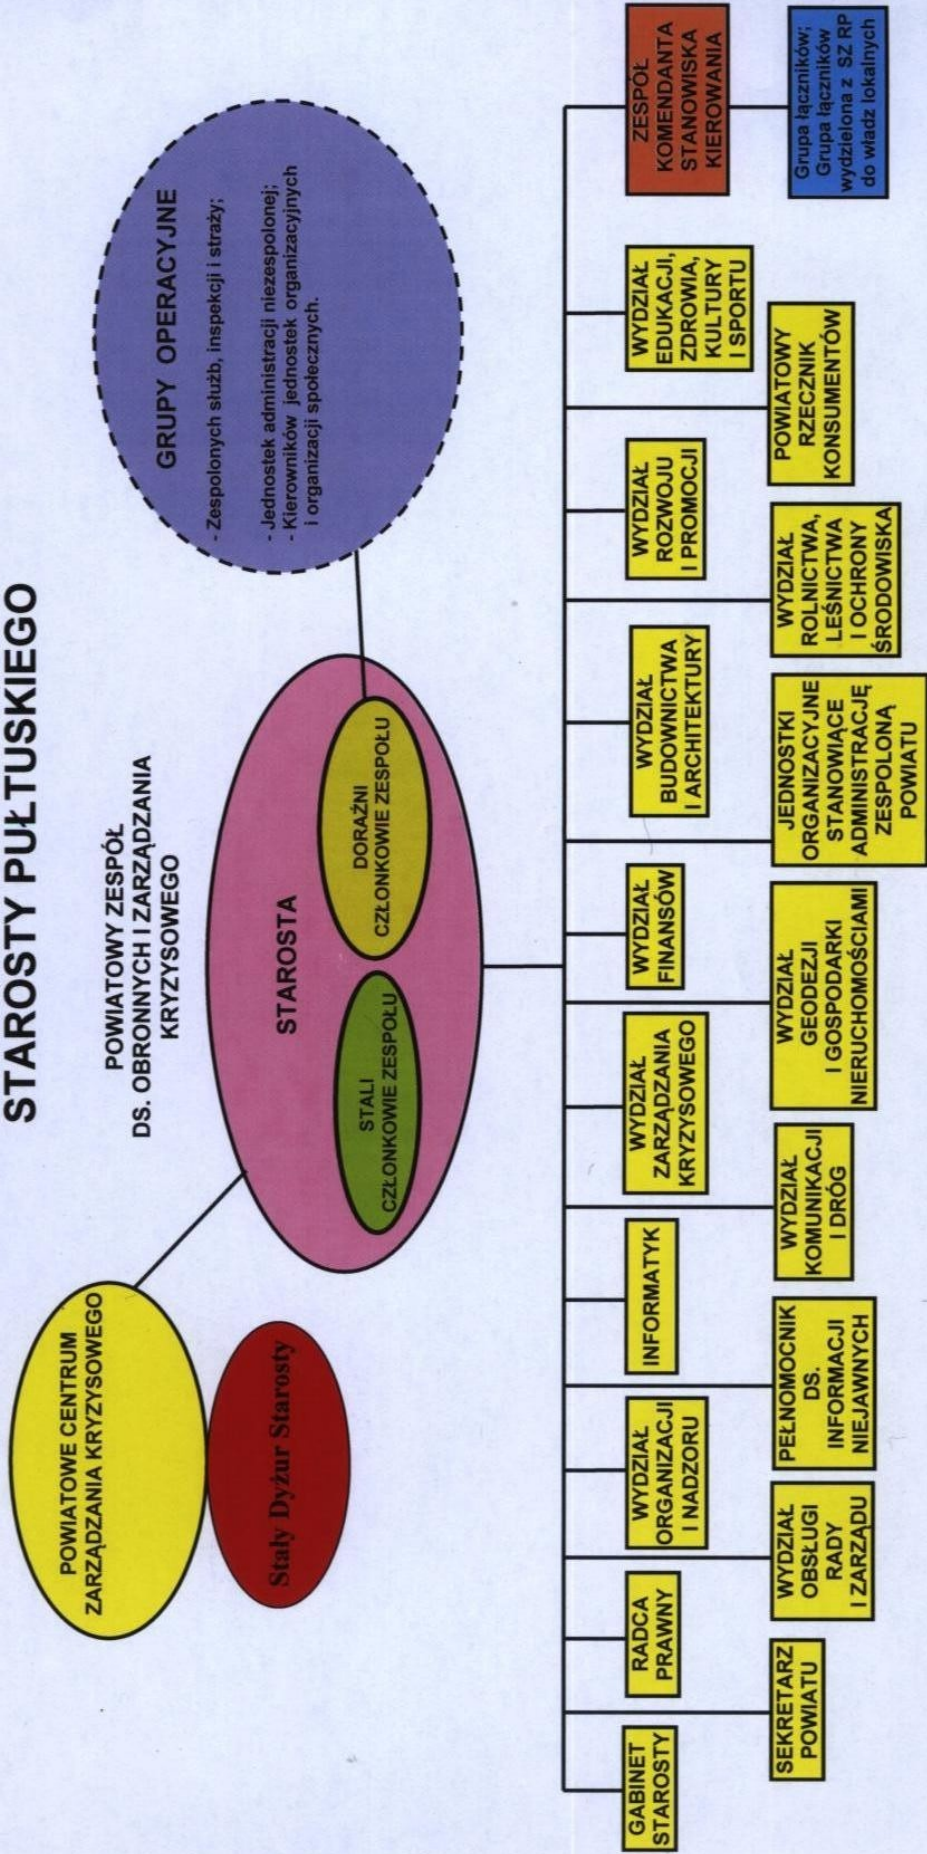 STAROSTY PUŁTUSKIEGO
POWIATOWY ZESPÓŁ
DS. OBRONNYCH I ZARZĄDZANIA
KRYZYSOWEGO
POWIATOWE CENTRUM
ZARZĄDZANIA KRYZYSOWEGO
Stały Dyżur Starosty
STAROSTA
STALI
CZŁONKOWIE ZESPOŁU
DORAŹNI
CZŁONKOWIE ZESPOŁU
GRUPY OPERACYJNE
- Zespolonych służb, inspekcji i straży;
- Jednostek administracji niezespolonej;
- Kierowników jednostek organizacyjnych
i organizacji społecznych.
GABINET
STAROSTY
RADCA
PRAWNY
WYDZIAŁ
ORGANIZACJI
I NADZORU
INFORMATYK
WYDZIAŁ
ZARZĄDZANIA
KRYZYSOWEGO
WYDZIAŁ
FINANSÓW
WYDZIAŁ
BUDOWNICTWA
I ARCHITEKTURY
WYDZIAŁ
ROZWOJU
I PROMOCJI
WYDZIAŁ
EDUKACJI,
ZDROWIA,
KULTURY
I SPORTU
ZESPÓŁ
KOMENDANTA
STANOWISKA
KIEROWANIA
SEKRETARZ
POWIATU
WYDZIAŁ
OBSŁUGI
RADY
I ZARZĄDU
PEŁNOMOCNIK
DS.
INFORMACJI
NIEJAWNYCH
WYDZIAŁ
KOMUNIKACJI
I DRÓG
WYDZIAŁ
GEODEZJI
I GOSPODARKI
NIERUCHOMOŚCIAMI
JEDNOSTKI
ORGANIZACYJNE
STANOWIĄCE
ADMINISTRACJĘ
ZESPOLONĄ
POWIATU
WYDZIAŁ
ROLNICTWA,
LEŚNICTWA
I OCHRONY
ŚRODOWISKA
POWIATOWY
RZECZNIK
KONSUMENTÓW
Grupa łączników;
Grupa łączników
wydzielona z SZ RP
do władz lokalnych